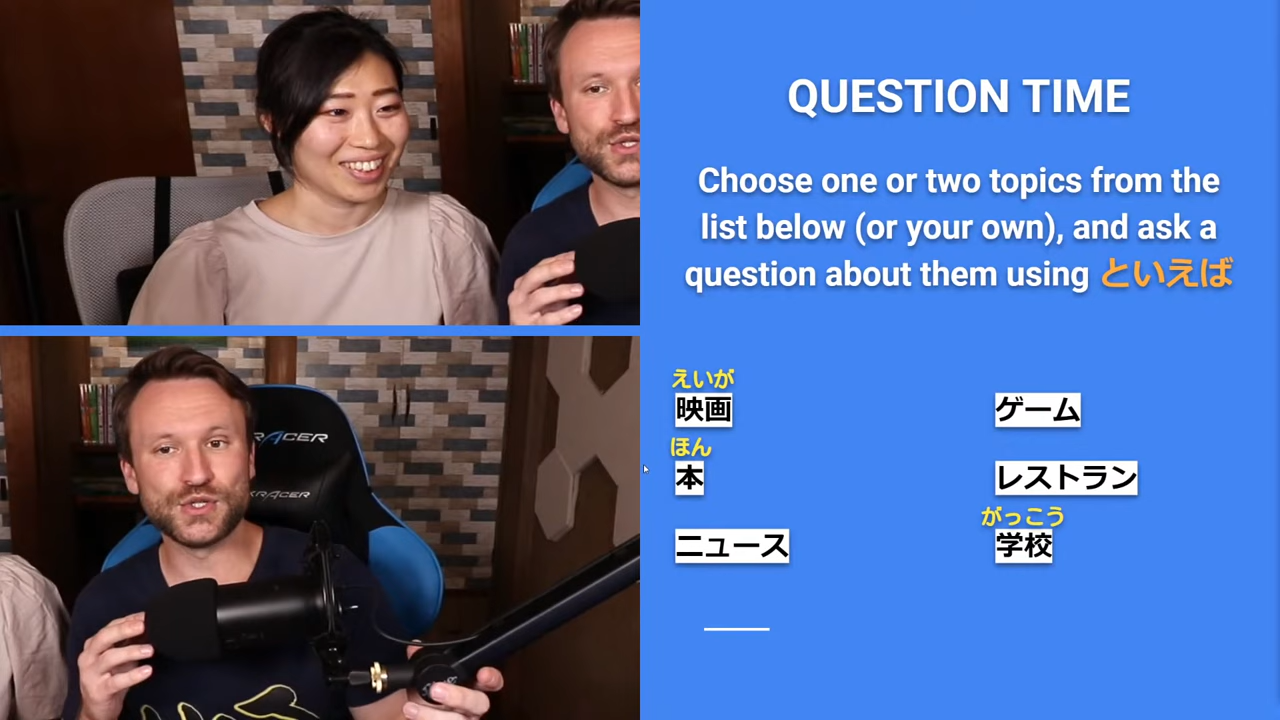 QUESTION TIME
Choose one or two topics from the
list below (or your own), and ask a
question about them using といえば
えいが
映画
ゲーム
ほん
本
レストラン
ニュース
がっこう
学校
RACER
XRACER